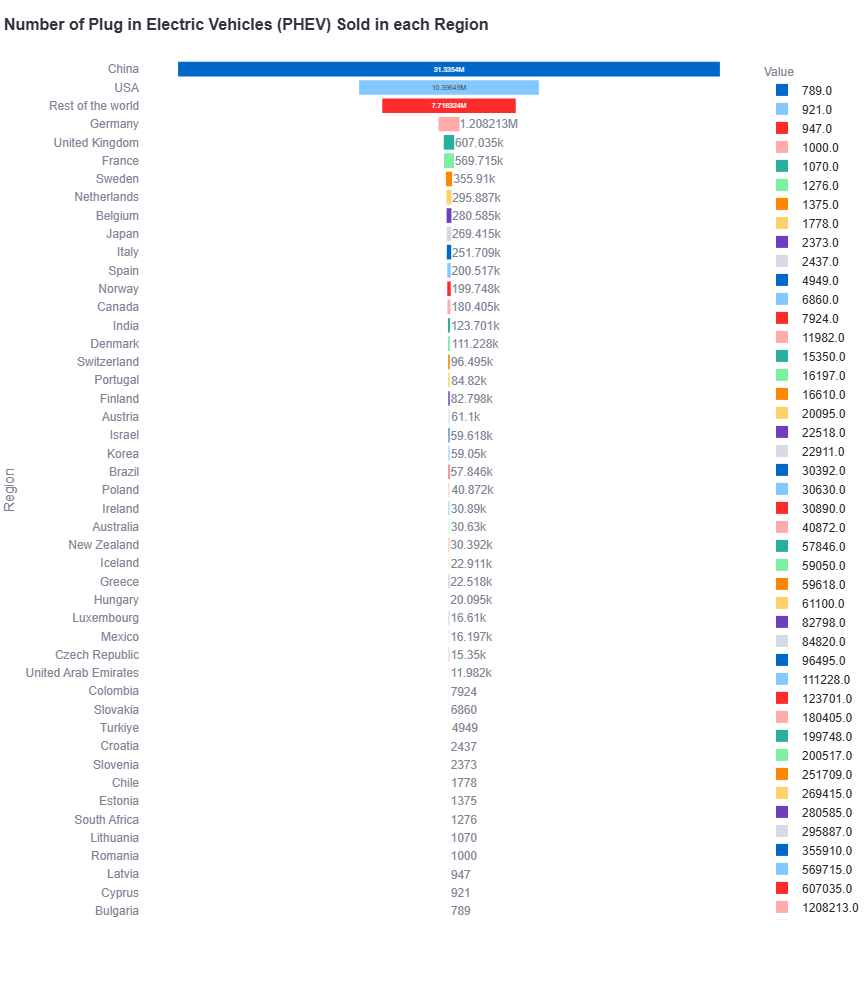 Number of Plug in Electric Vehicles (PHEV) Sold in each Region
Region
China 31.3354M
USA 10.39649M
Rest of the world 7.718324M
Germany 1.208213M
United Kingdom 607.035k
France 569.715k
Sweden 355.91k
Netherlands 295.887k
Belgium 280.585k
Japan 269.415k
Italy 251.709k
Spain 200.517k
Norway 199.748k
Canada 180.405k
India 123.701k
Denmark 111.228k
Switzerland 96.495k
Portugal 84.82k
Finland 82.798k
Austria 61.1k
Israel 59.618k
Korea 59.05k
Brazil 57.846k
Poland 40.872k
Ireland 30.89k
Australia 30.63k
New Zealand 30.392k
Iceland 22.911k
Greece 22.518k
Hungary 20.095k
Luxembourg 16.61k
Mexico 16.197k
Czech Republic 15.35k
United Arab Emirates 11.982k
Colombia 7924
Slovakia 6860
Turkiye 4949
Croatia 2437
Slovenia 2373
Chile 1778
Estonia 1375
South Africa 1276
Lithuania 1070
Romania 1000
Latvia 947
Cyprus 921
Bulgaria 789
Value
789.0
921.0
947.0
1000.0
1070.0
1276.0
1375.0
1778.0
2373.0
2437.0
4949.0
6860.0
7924.0
11982.0
15350.0
16197.0
16610.0
20095.0
22518.0
22911.0
30392.0
30630.0
30890.0
40872.0
57846.0
59050.0
59618.0
61100.0
82798.0
84820.0
96495.0
111228.0
123701.0
180405.0
199748.0
200517.0
251709.0
269415.0
280585.0
295887.0
355910.0
569715.0
607035.0
1208213.0